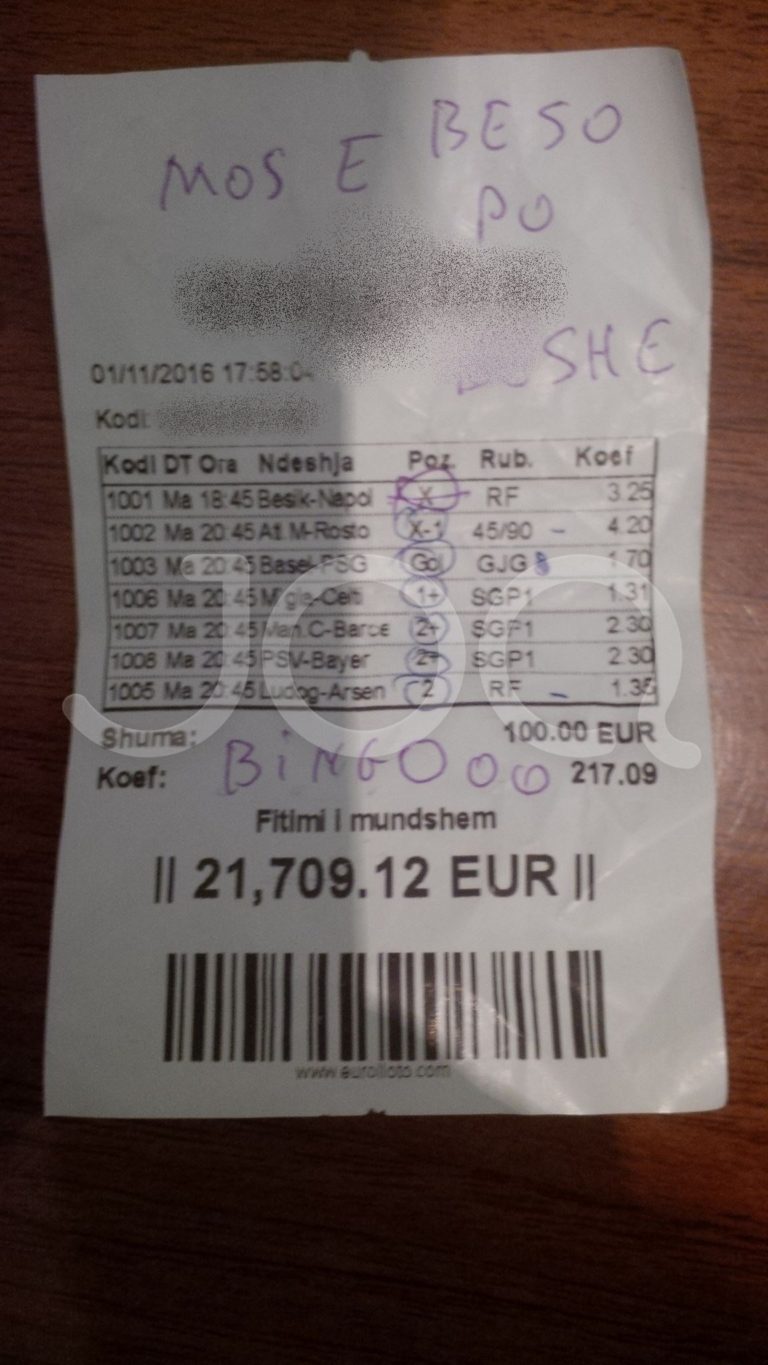 MOS E BESO
PO
SHE
01/11/2016 17:58:0
Kodi:
Kodi DT Ora Ndeshja Poz. Rub. Koef
1001 Ma 18:45 Besik-Napol X RF 3.25
1002 Ma 20:45 Atl.M-Rosto X-1 45/90 - 4.20
1003 Ma 20:45 Basel-PSG Gol GJG 1.70
1006 Ma 20:45 M'gla-Celti 1+ SGP1 1.31
1007 Ma 20:45 Man.C-Barce 2+ SGP1 2.30
1008 Ma 20:45 PSV-Bayer 2+ SGP1 2.30
1005 Ma 20:45 Ludog-Arsen 2 RF - 1.35
JOQ
Shuma: 100.00 EUR
Koef: BiNGOOO 217.09
Fitimi i mundshem
|| 21,709.12 EUR ||
www.eurolloto.com